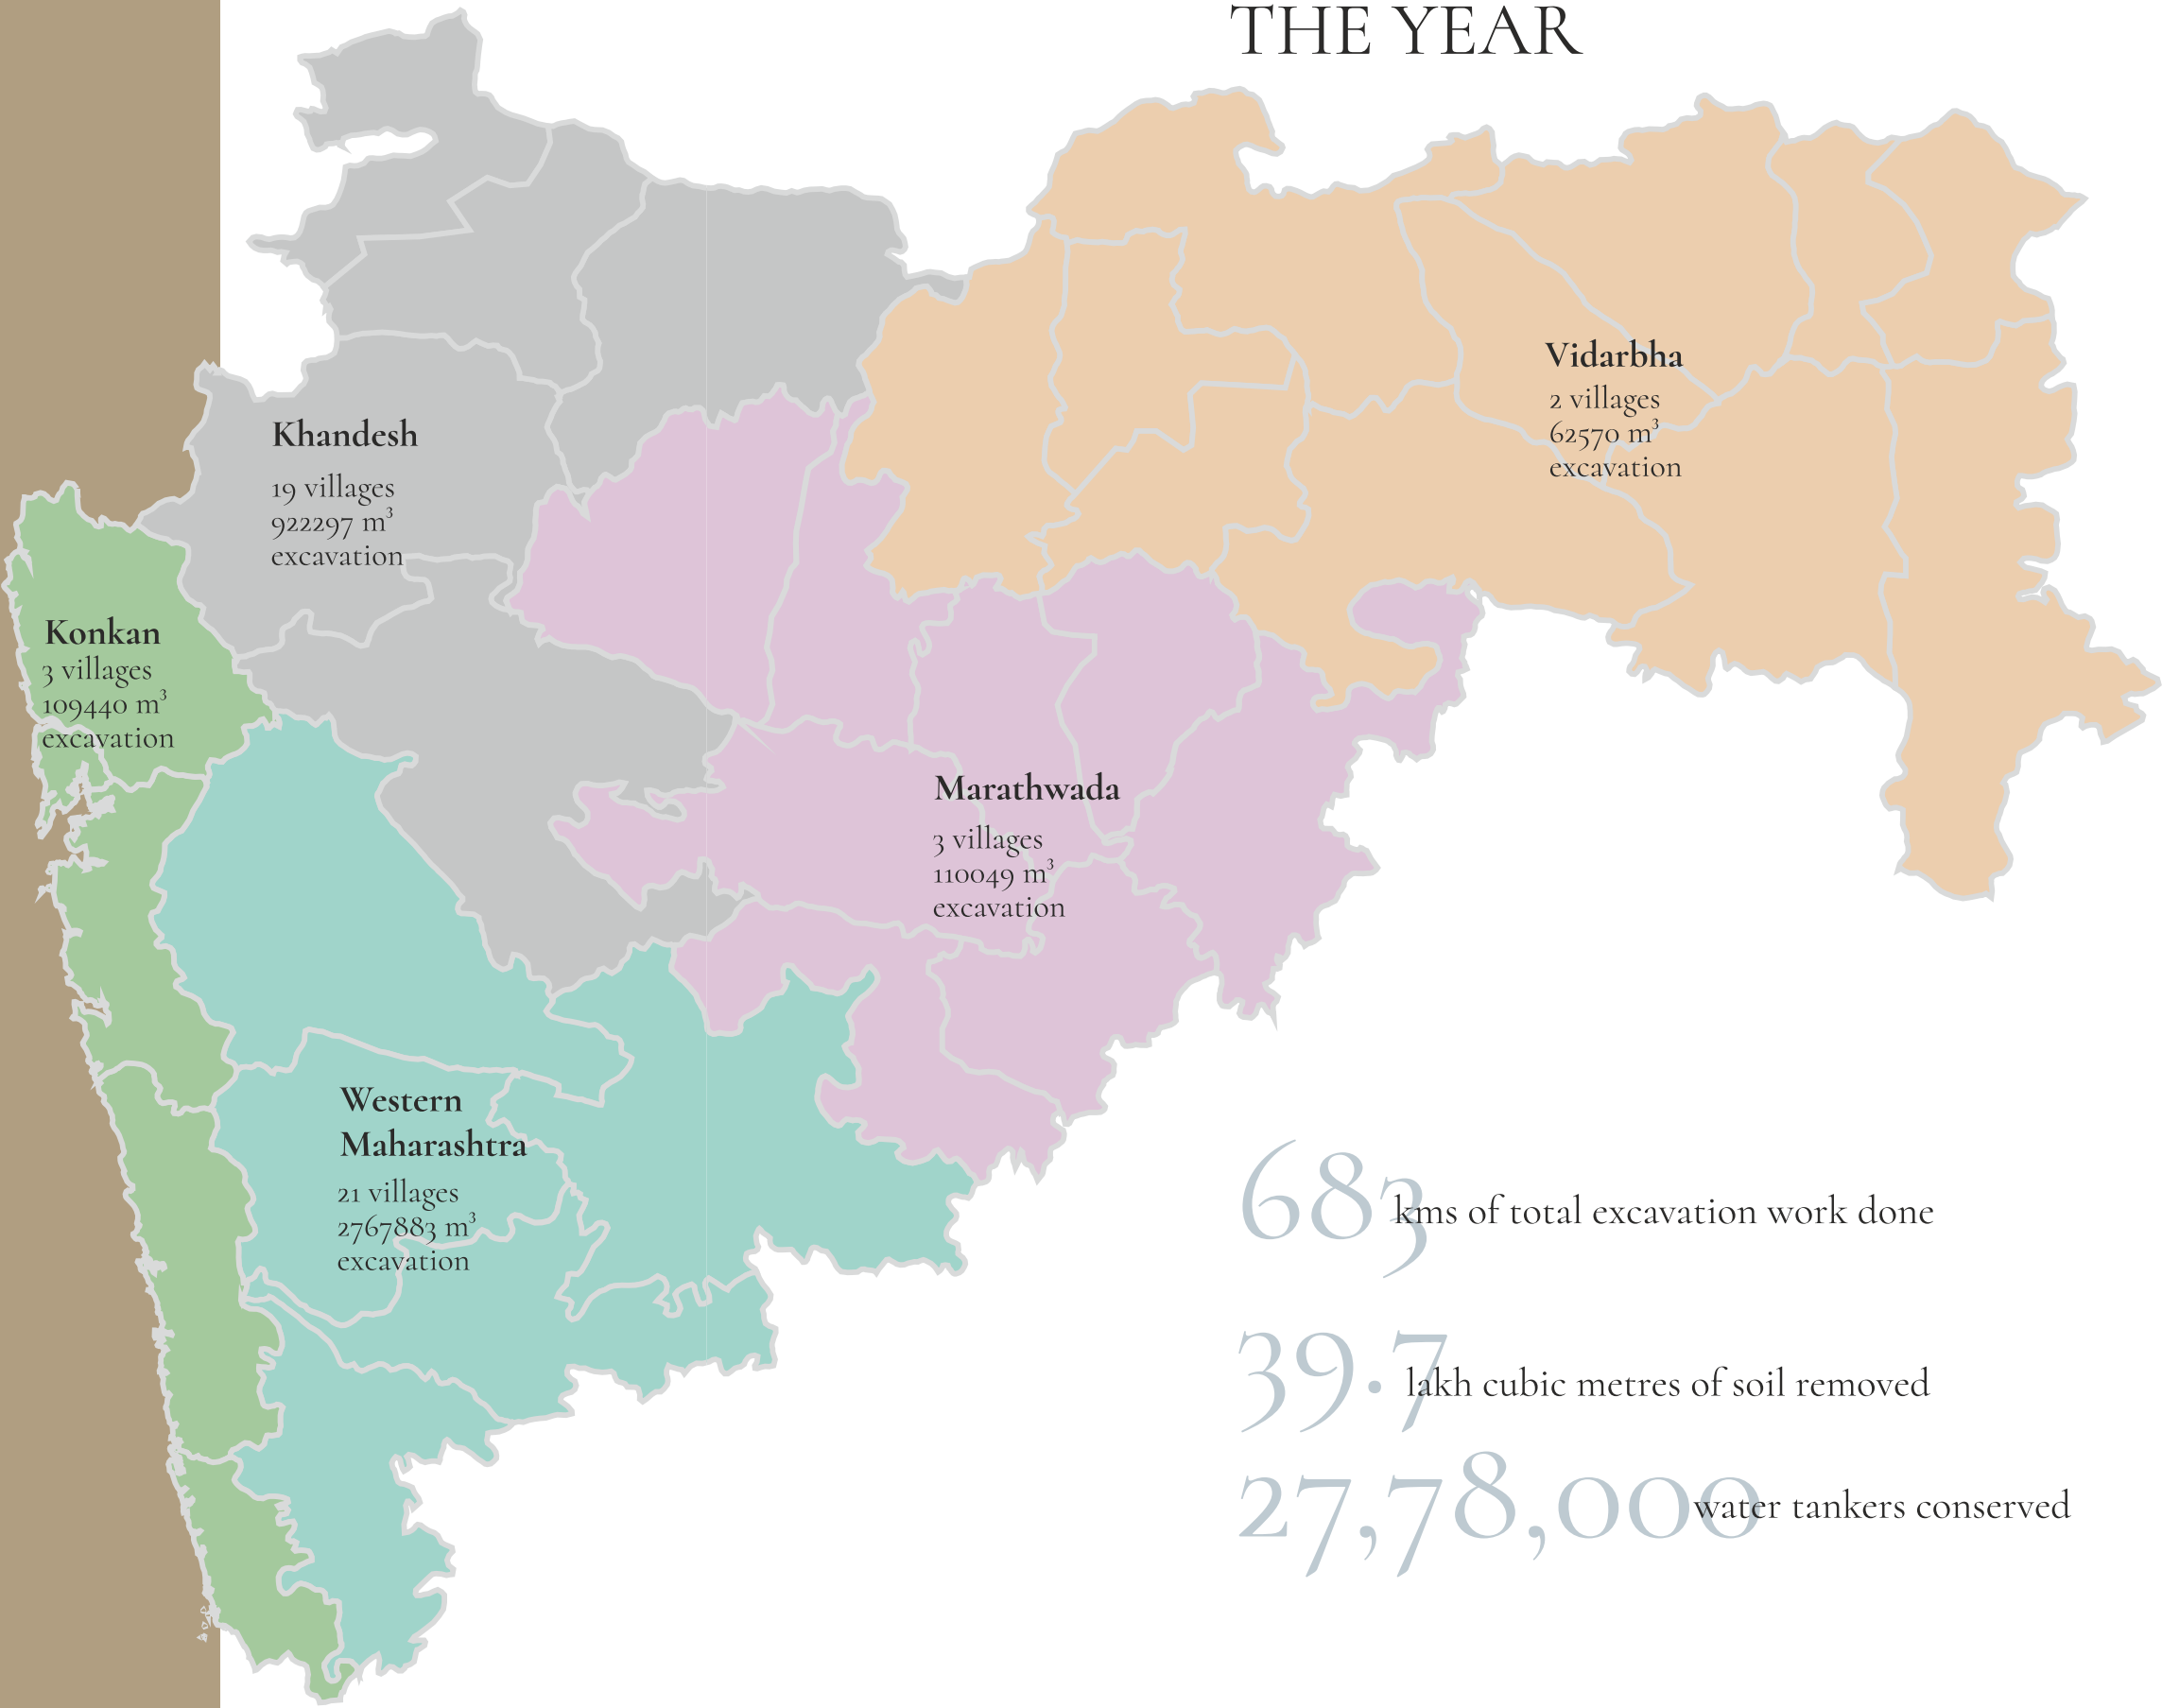 THE YEAR
Vidarbha
2 villages
62570 m³
excavation
Khandesh
19 villages
922297 m³
excavation
Konkan
3 villages
109440 m³
excavation
Marathwada
3 villages
110049 m³
excavation
Western
Maharashtra
21 villages
2767883 m³
excavation
683 kms of total excavation work done
39.7 lakh cubic metres of soil removed
27,78,000 water tankers conserved